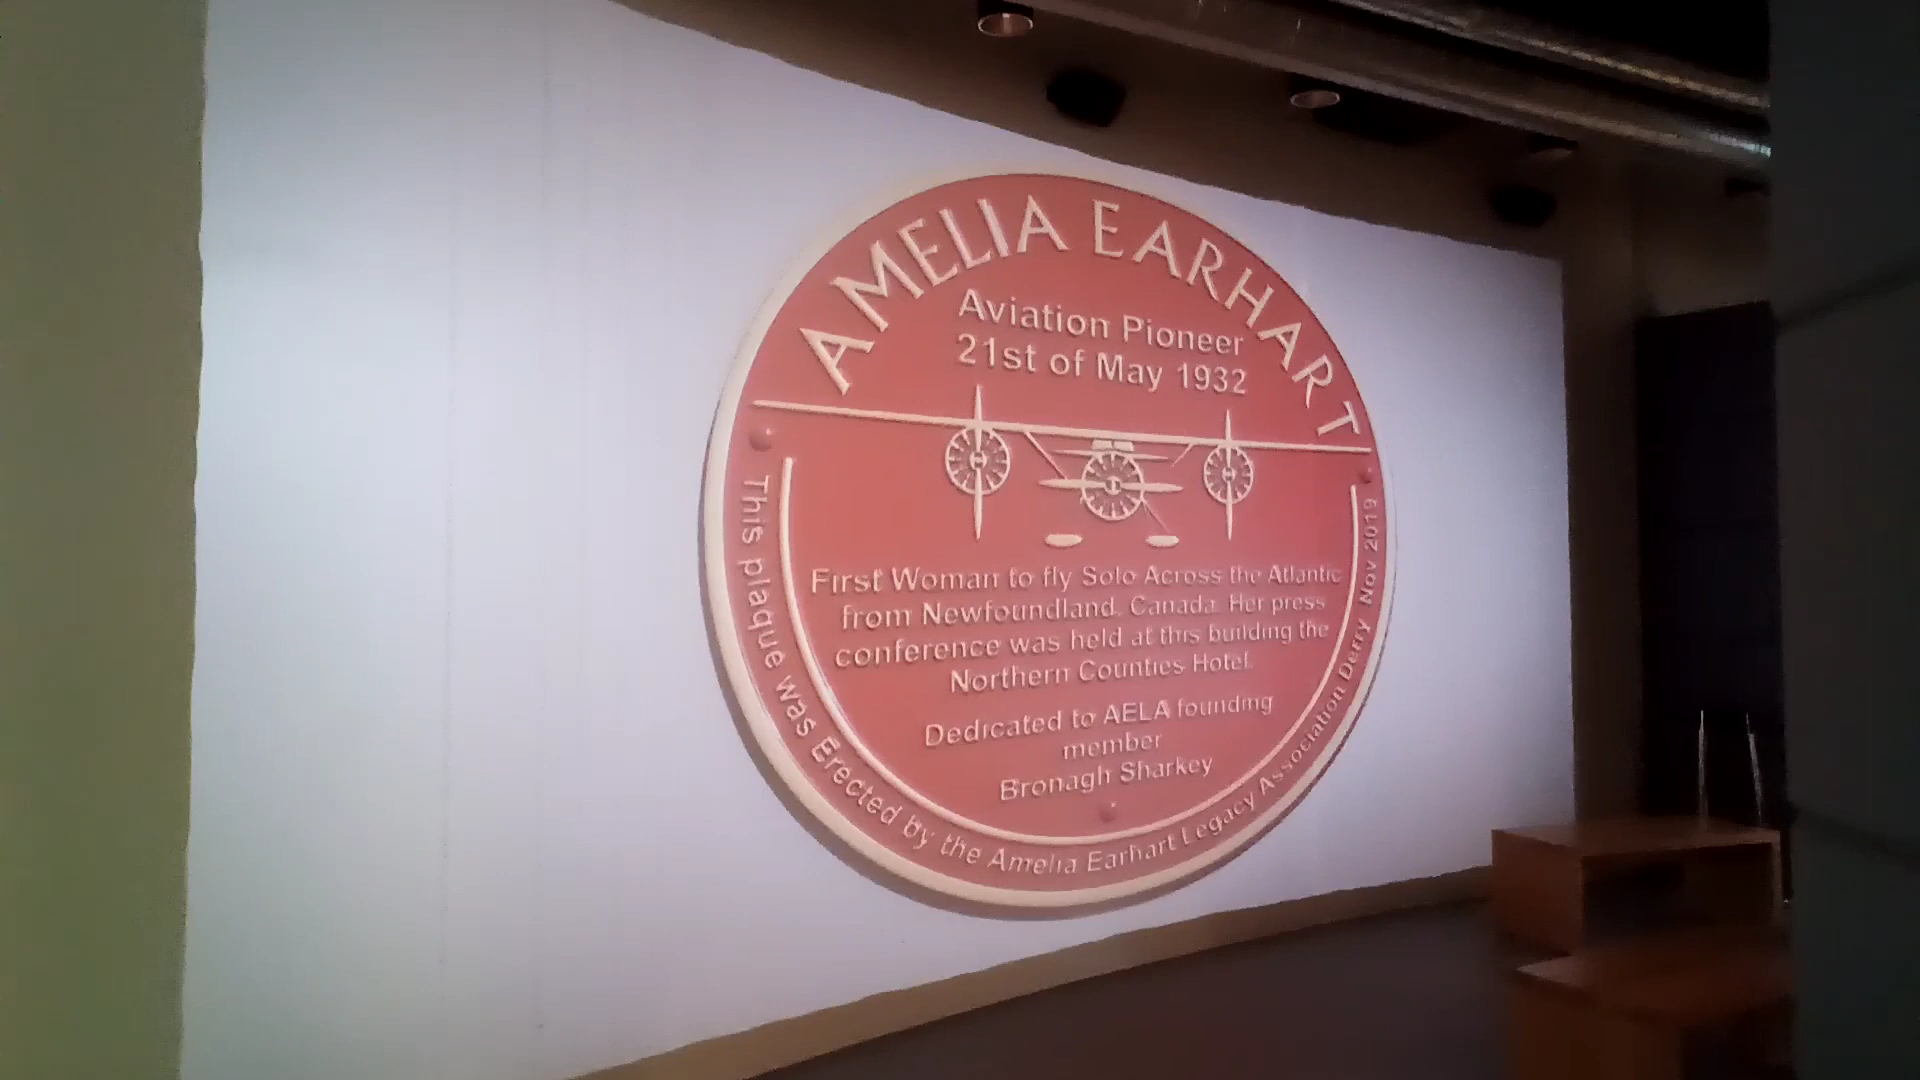 AMELIA EARHART
Aviation Pioneer
21st of May 1932
First Woman to fly Solo Across the Atlantic
from Newfoundland, Canada. Her press
conference was held at this building the
Northern Counties Hotel.
Dedicated to AELA founding
member
Bronagh Sharkey
This plaque was Erected by the Amelia Earhart Legacy Association Derry Nov 2019